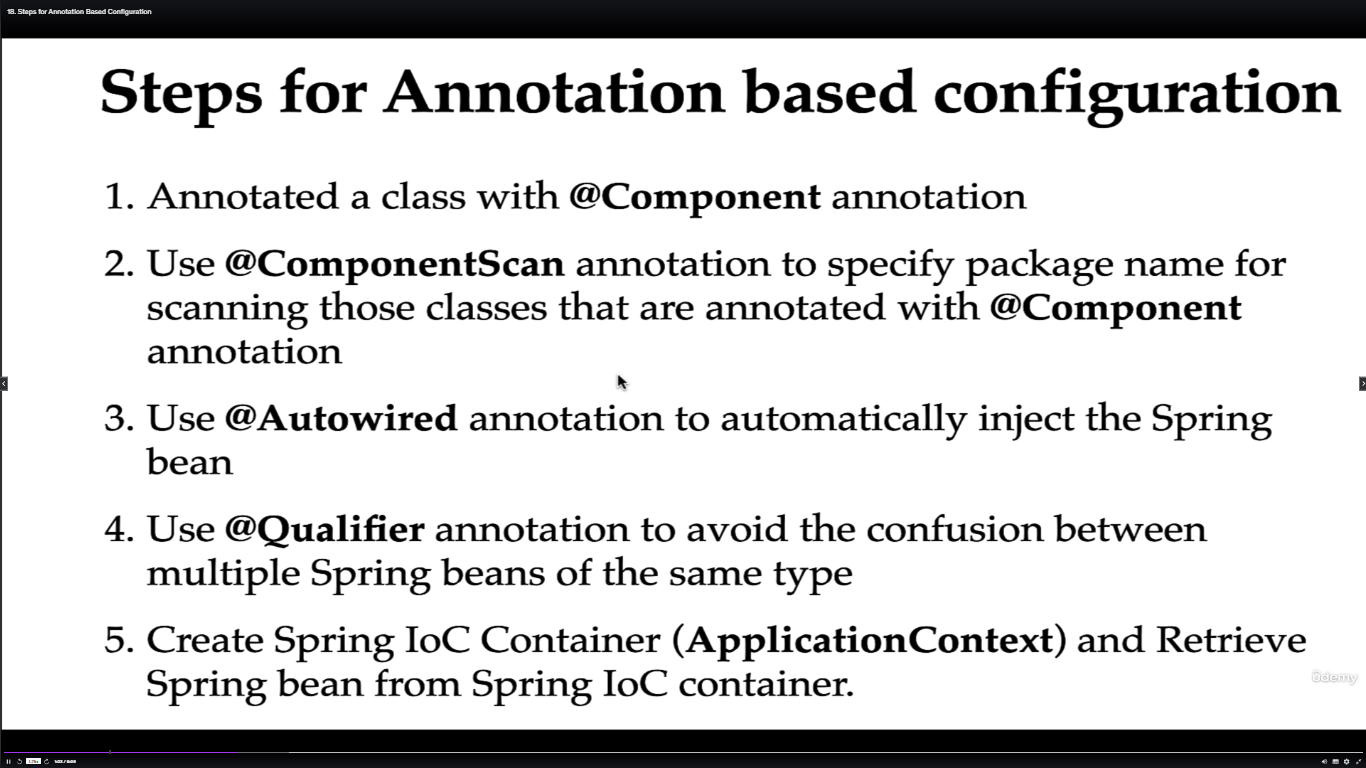 18. Steps for Annotation Based Configuration
Steps for Annotation based configuration
1. Annotated a class with @Component annotation
2. Use @ComponentScan annotation to specify package name for
scanning those classes that are annotated with @Component
annotation
3. Use @Autowired annotation to automatically inject the Spring
bean
4. Use @Qualifier annotation to avoid the confusion between
multiple Spring beans of the same type
5. Create Spring IoC Container (ApplicationContext) and Retrieve
Spring bean from Spring IoC container.
ûdemy